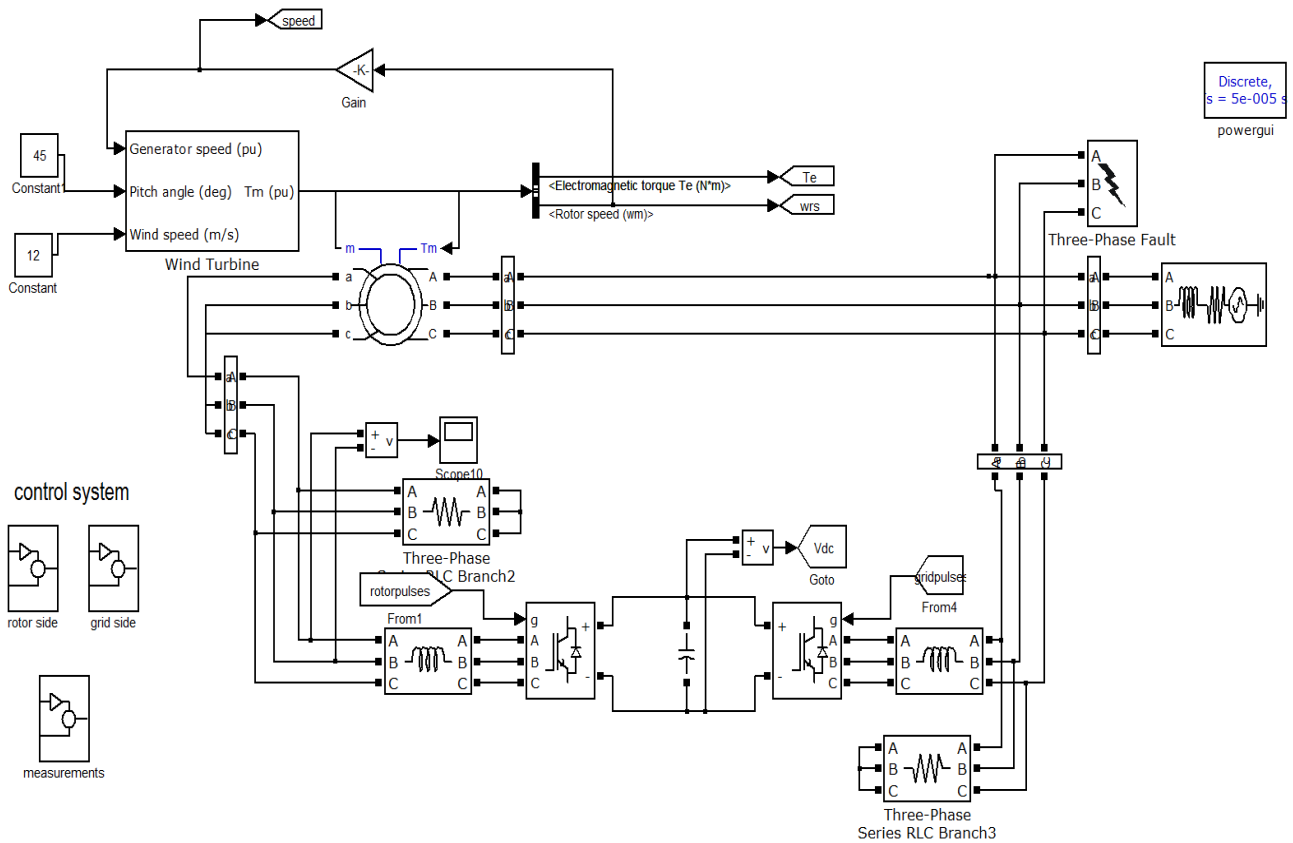 speed
-K-
Gain
Discrete,
s = 5e-005 s
powergui
45
Constant1
12
Constant
Generator speed (pu)
Pitch angle (deg) Tm (pu)
Wind speed (m/s)
Wind Turbine
<Electromagnetic torque Te (N*m)>
<Rotor speed (wm)>
Te
wrs
A
B
C
Three-Phase Fault
m
Tm
a
b
c
A
B
C
a A
b B
c C
a A
b B
c C
A
B
C
a A
b B
c C
+
-
v
Scope10
A A
B B
C C
Three-Phase
Series RLC Branch2
control system
rotor side
grid side
measurements
rotorpulses
From1
A A
B B
C C
g
A
B
C
+
-
+
-
v
Vdc
Goto
gridpulses
From4
+
-
g
A
B
C
A A
B B
C C
A A
B B
C C
Three-Phase
Series RLC Branch3